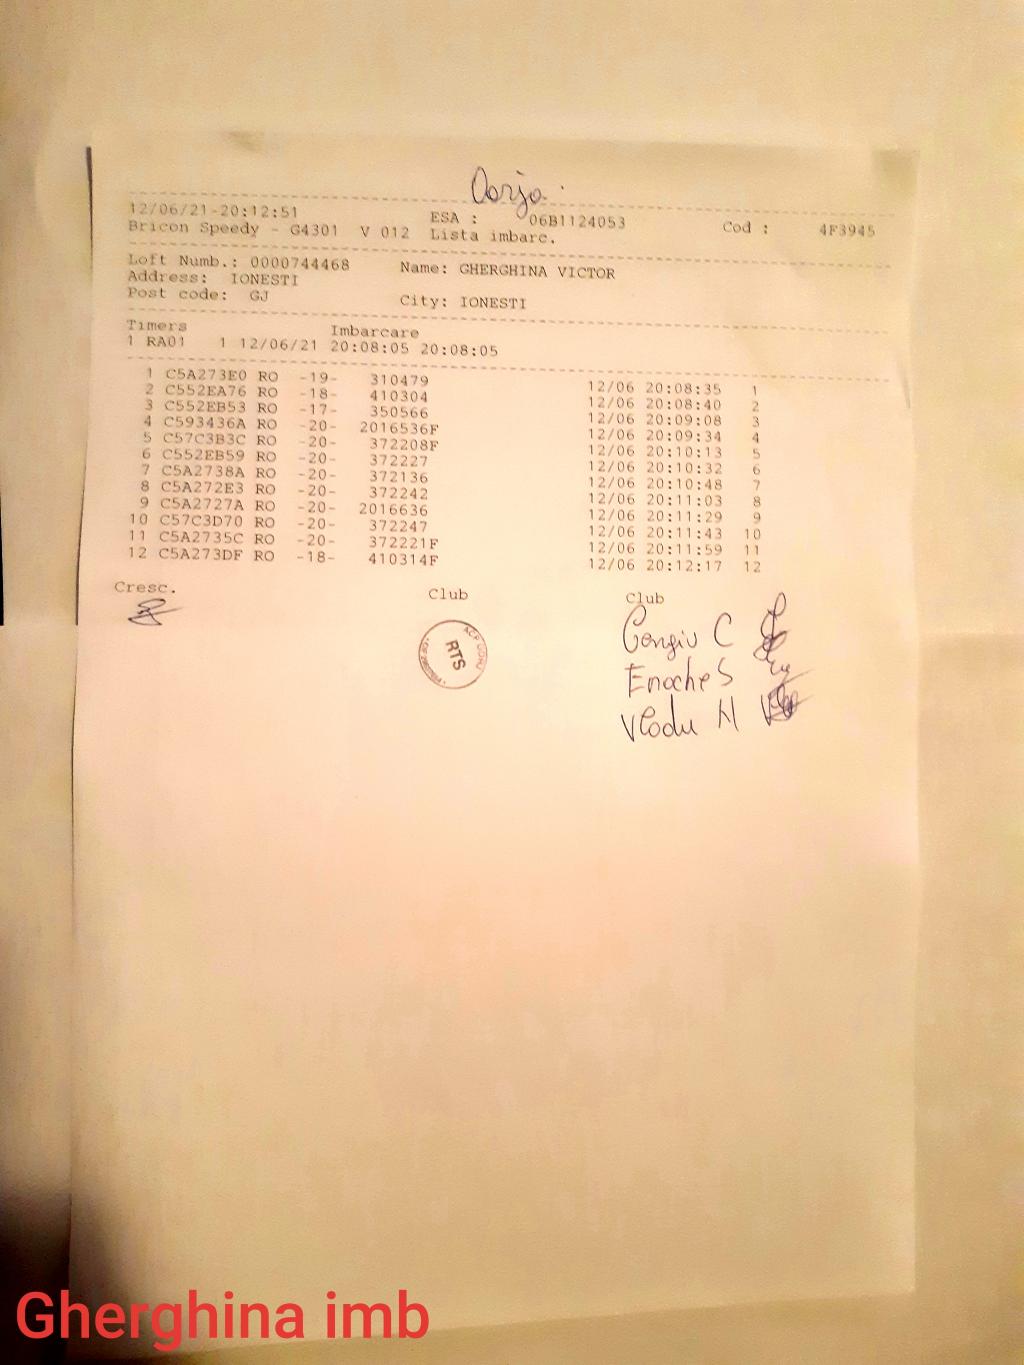 Dorja.
12/06/21-20:12:51 ESA : 06B1124053 Cod : 4F3945
Bricon Speedy - G4301 V 012 Lista imbarc.
Loft Numb.: 0000744468 Name: GHERGHINA VICTOR
Address: IONESTI
Post code: GJ City: IONESTI
Timers Imbarcare
1 RA01 1 12/06/21 20:08:05 20:08:05
1 C5A273E0 RO -19- 310479 12/06 20:08:35 1
2 C552EA76 RO -18- 410304 12/06 20:08:40 2
3 C552EB53 RO -17- 350566 12/06 20:09:08 3
4 C593436A RO -20- 2016536F 12/06 20:09:34 4
5 C57C3B3C RO -20- 372208F 12/06 20:10:13 5
6 C552EB59 RO -20- 372227 12/06 20:10:32 6
7 C5A2738A RO -20- 372136 12/06 20:10:48 7
8 C5A272E3 RO -20- 372242 12/06 20:11:03 8
9 C5A2727A RO -20- 2016636 12/06 20:11:29 9
10 C57C3D70 RO -20- 372247 12/06 20:11:43 10
11 C5A2735C RO -20- 372221F 12/06 20:11:59 11
12 C5A273DF RO -18- 410314F 12/06 20:12:17 12
Cresc. Club Club
RTS
Gongiu C
Enache S
Vladu M
Gherghina imb